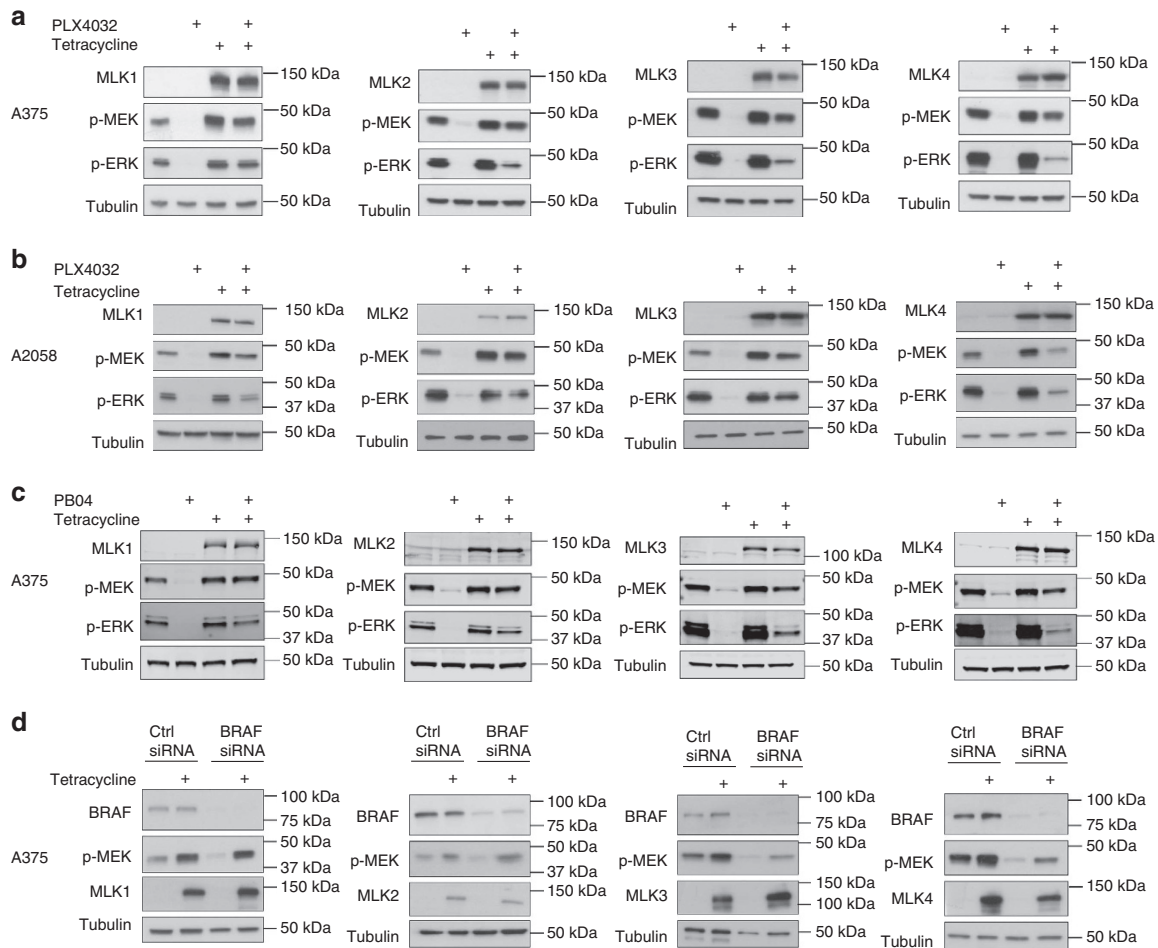 a
PLX4032 + + + + + + + +
Tetracycline + + + + + + + +
MLK1 150 kDa MLK2 150 kDa MLK3 150 kDa MLK4 150 kDa
A375
p-MEK 50 kDa p-MEK 50 kDa p-MEK 50 kDa p-MEK 50 kDa
p-ERK 50 kDa p-ERK 50 kDa p-ERK 50 kDa p-ERK 50 kDa
Tubulin 50 kDa Tubulin 50 kDa Tubulin 50 kDa Tubulin 50 kDa
b
PLX4032 + + + + + + + +
Tetracycline + + + + + + + +
MLK1 150 kDa MLK2 150 kDa MLK3 150 kDa MLK4 150 kDa
A2058
p-MEK 50 kDa p-MEK 50 kDa p-MEK 50 kDa p-MEK 50 kDa
p-ERK 50 kDa p-ERK 50 kDa p-ERK 50 kDa p-ERK 50 kDa
37 kDa 37 kDa 37 kDa 37 kDa
Tubulin 50 kDa Tubulin 50 kDa Tubulin 50 kDa Tubulin 50 kDa
c
PB04 + + + + + + + +
Tetracycline + + + + + + + +
MLK1 150 kDa MLK2 150 kDa MLK3 100 kDa MLK4 150 kDa
A375
p-MEK 50 kDa p-MEK 50 kDa p-MEK 50 kDa p-MEK 50 kDa
p-ERK 50 kDa p-ERK 50 kDa p-ERK 50 kDa p-ERK 50 kDa
37 kDa 37 kDa 37 kDa 37 kDa
Tubulin 50 kDa Tubulin 50 kDa Tubulin 50 kDa Tubulin 50 kDa
d
Ctrl BRAF Ctrl BRAF Ctrl BRAF Ctrl BRAF
siRNA siRNA siRNA siRNA siRNA siRNA siRNA siRNA
Tetracycline + + + + + + + +
BRAF 100 kDa BRAF 100 kDa BRAF 100 kDa BRAF 100 kDa
75 kDa 75 kDa 75 kDa 75 kDa
A375
p-MEK 50 kDa p-MEK 50 kDa p-MEK 50 kDa p-MEK 50 kDa
37 kDa 37 kDa 37 kDa 37 kDa
MLK1 150 kDa MLK2 150 kDa MLK3 150 kDa MLK4 150 kDa
100 kDa 100 kDa
Tubulin 50 kDa Tubulin 50 kDa Tubulin 50 kDa Tubulin 50 kDa